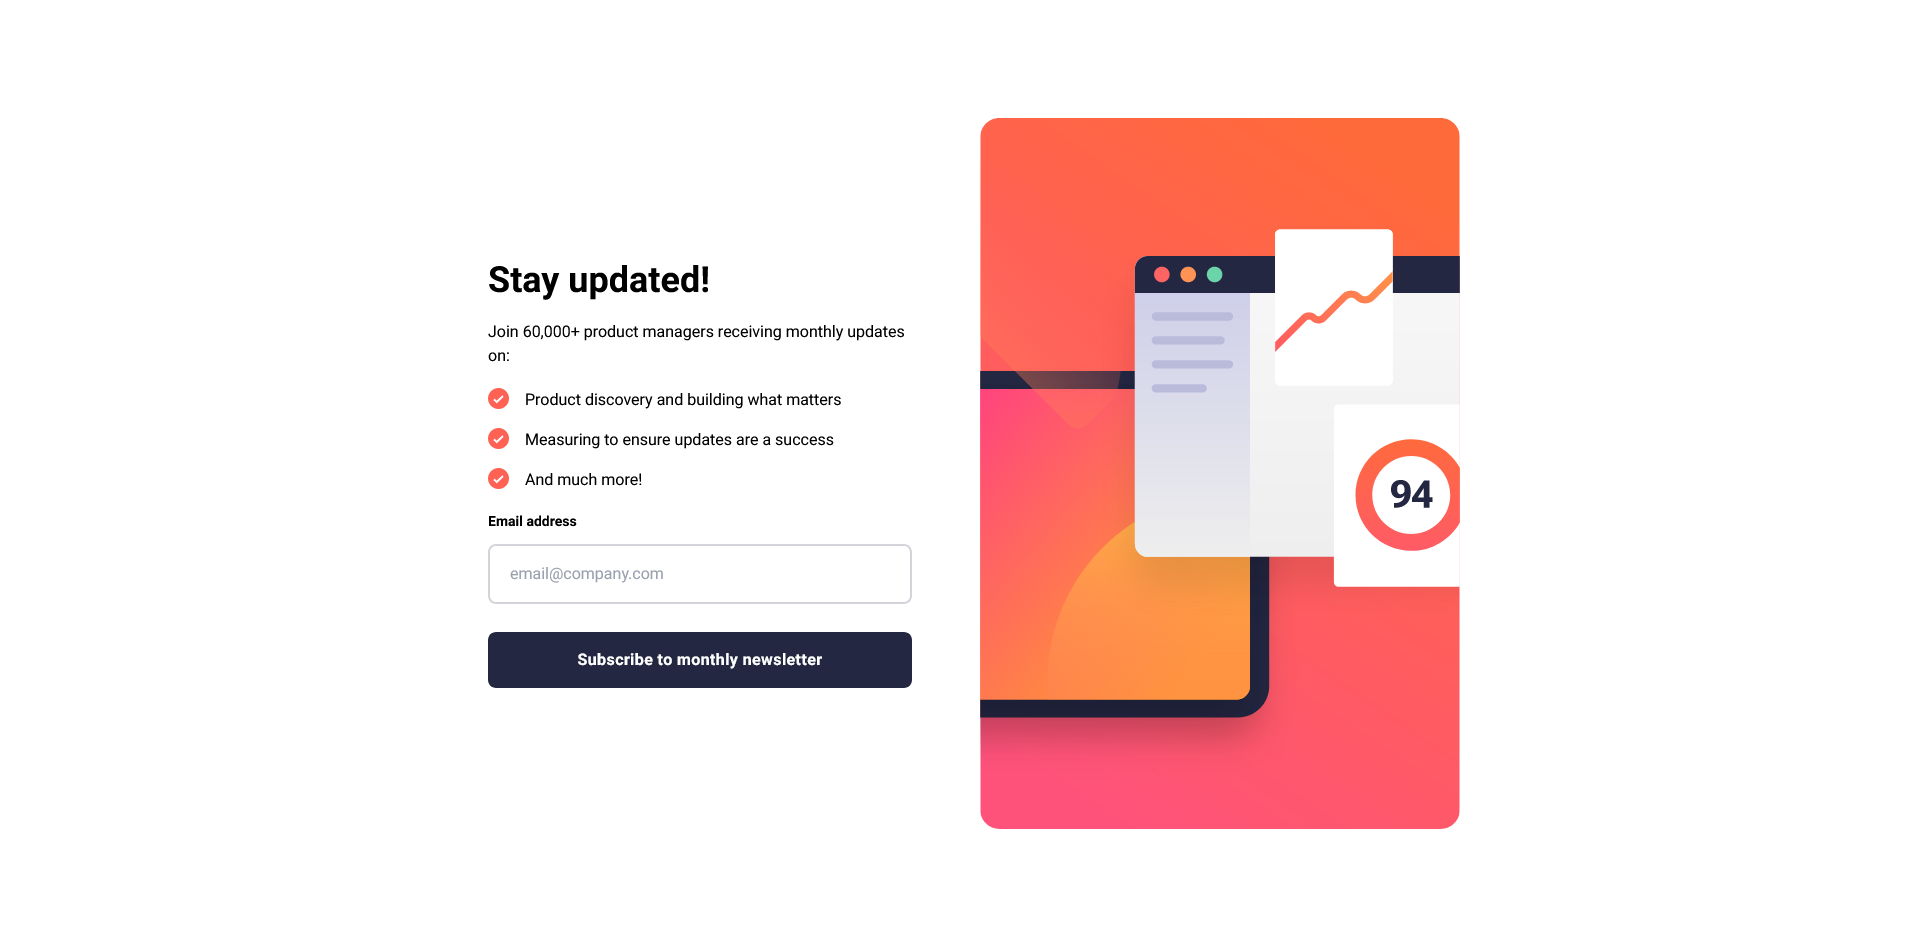 Stay updated!
Join 60,000+ product managers receiving monthly updates
on:
Product discovery and building what matters
Measuring to ensure updates are a success
And much more!
Email address
email@company.com
Subscribe to monthly newsletter
94